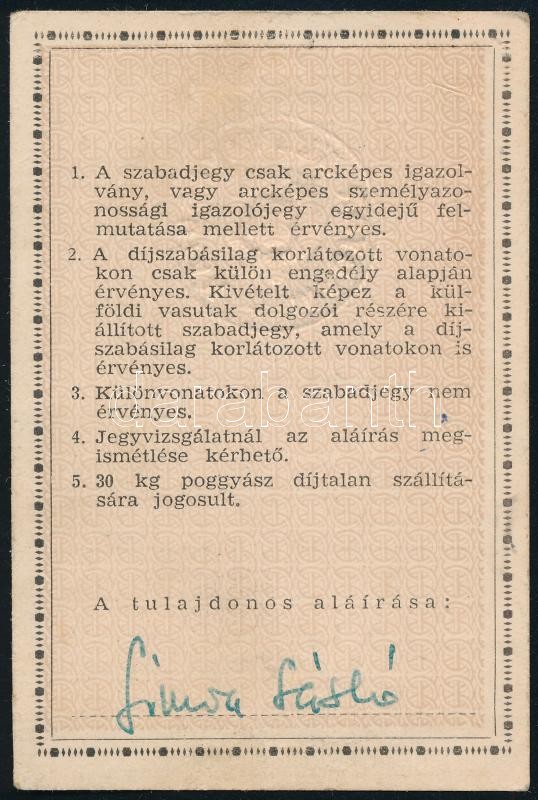 1. A szabadjegy csak arcképes igazol-
vány, vagy arcképes személyazo-
nossági igazolójegy egyidejű fel-
mutatása mellett érvényes.
2. A díjszabásilag korlátozott vonato-
kon csak külön engedély alapján
érvényes. Kivételt képez a kül-
földi vasutak dolgozói részére ki-
állított szabadjegy, amely a díj-
szabásilag korlátozott vonatokon is
érvényes.
3. Különvonatokon a szabadjegy nem
érvényes.
darabanth
4. Jegyvizsgálatnál az aláírás meg-
ismétlése kérhető.
5. 30 kg poggyász díjtalan szállítá-
sára jogosult.
A tulajdonos aláírása:
László